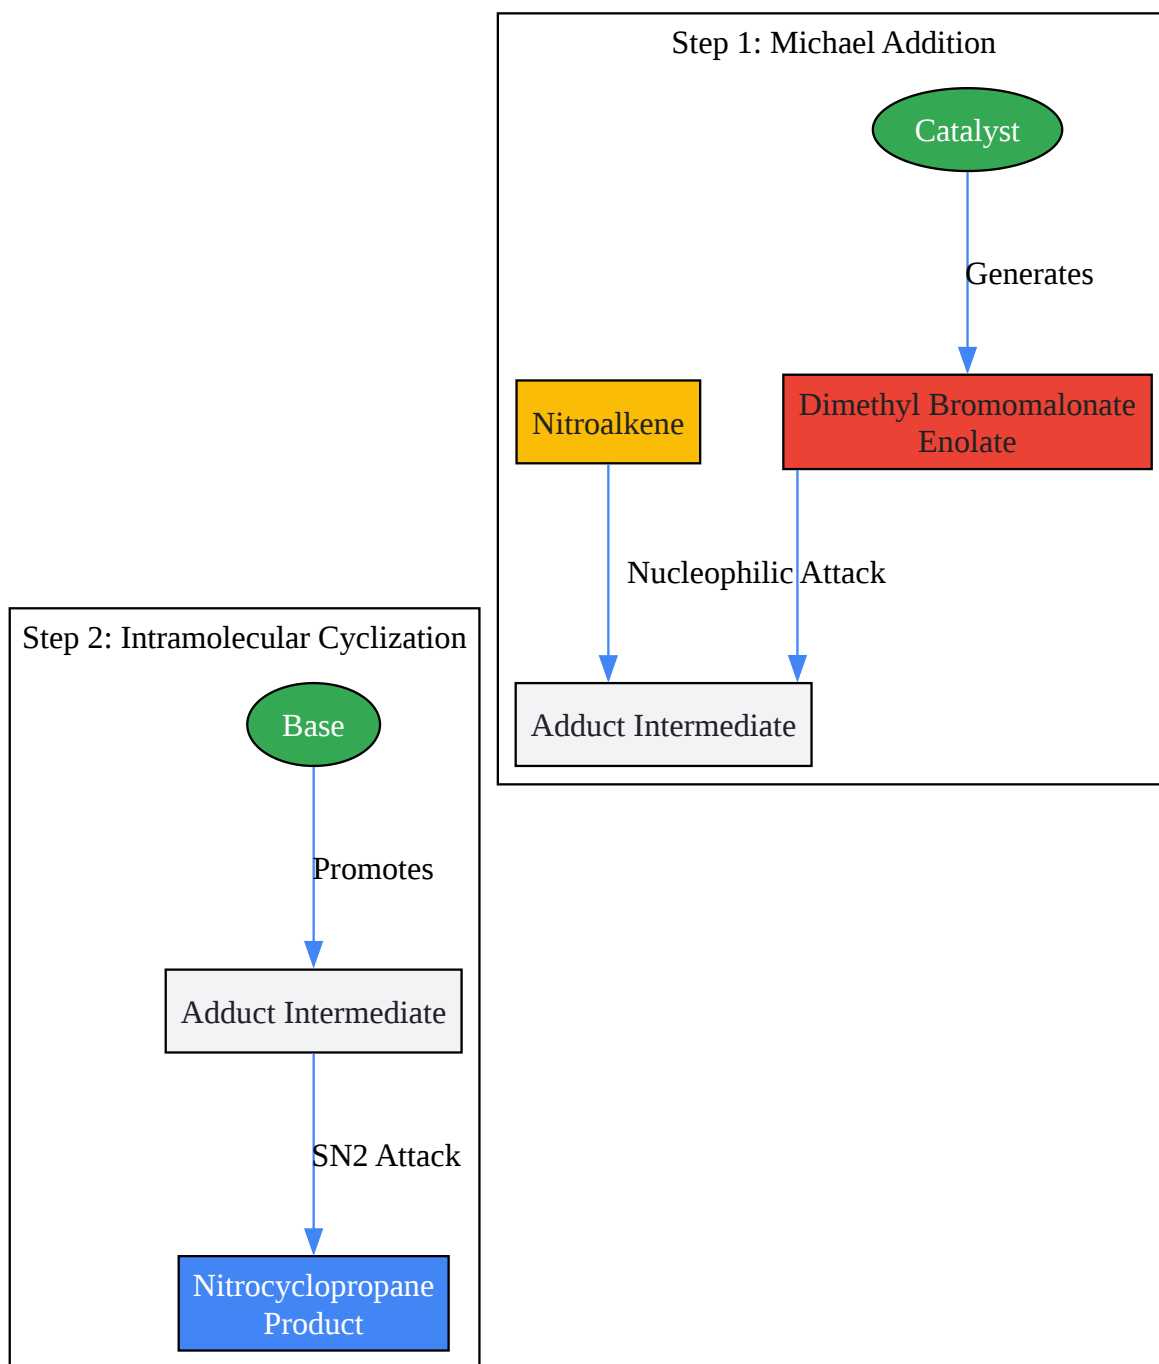 Step 1: Michael Addition
Catalyst
Generates
Nitroalkene
Dimethyl Bromomalonate
Enolate
Nucleophilic Attack
Adduct Intermediate
Step 2: Intramolecular Cyclization
Base
Promotes
Adduct Intermediate
SN2 Attack
Nitrocyclopropane
Product